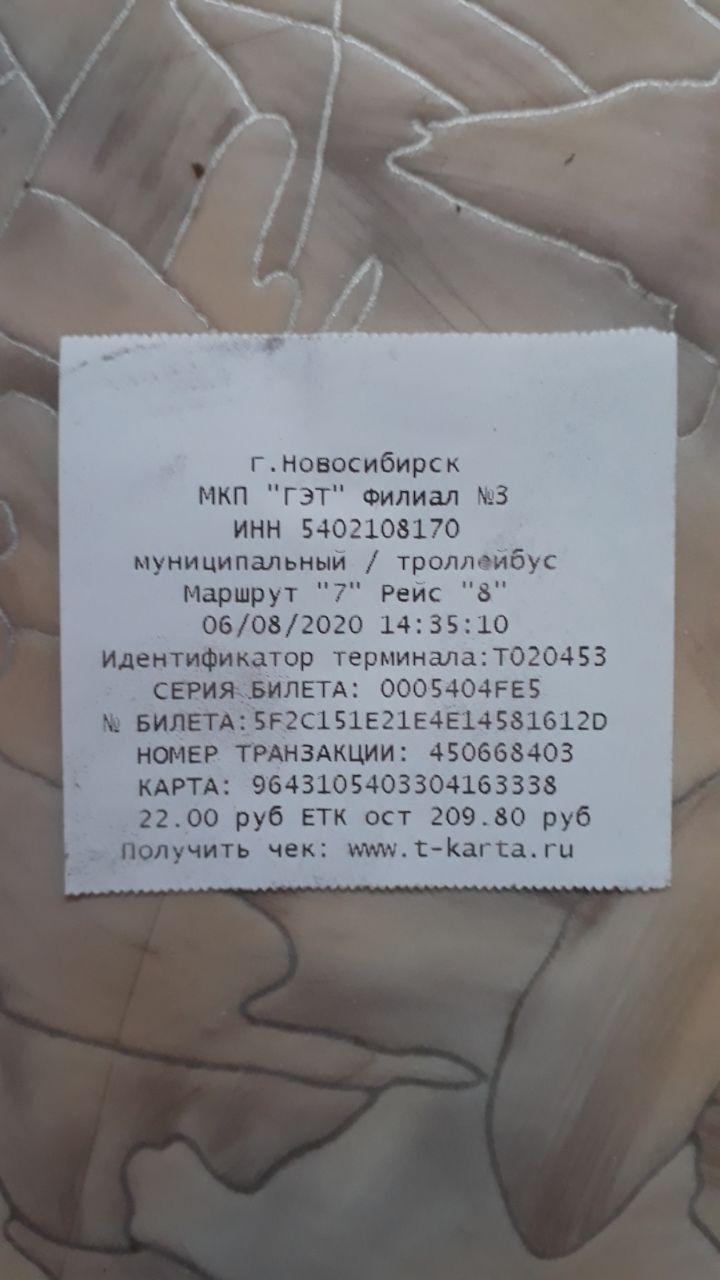 г.Новосибирск
МКП "ГЭТ" Филиал №3
ИНН 5402108170
муниципальный / троллейбус
Маршрут "7" Рейс "8"
06/08/2020 14:35:10
Идентификатор терминала:T020453
СЕРИЯ БИЛЕТА: 0005404FE5
№ БИЛЕТА:5F2C151E21E4E14581612D
НОМЕР ТРАНЗАКЦИИ: 450668403
КАРТА: 9643105403304163338
22.00 руб ЕТК ост 209.80 руб
Получить чек: www.t-karta.ru